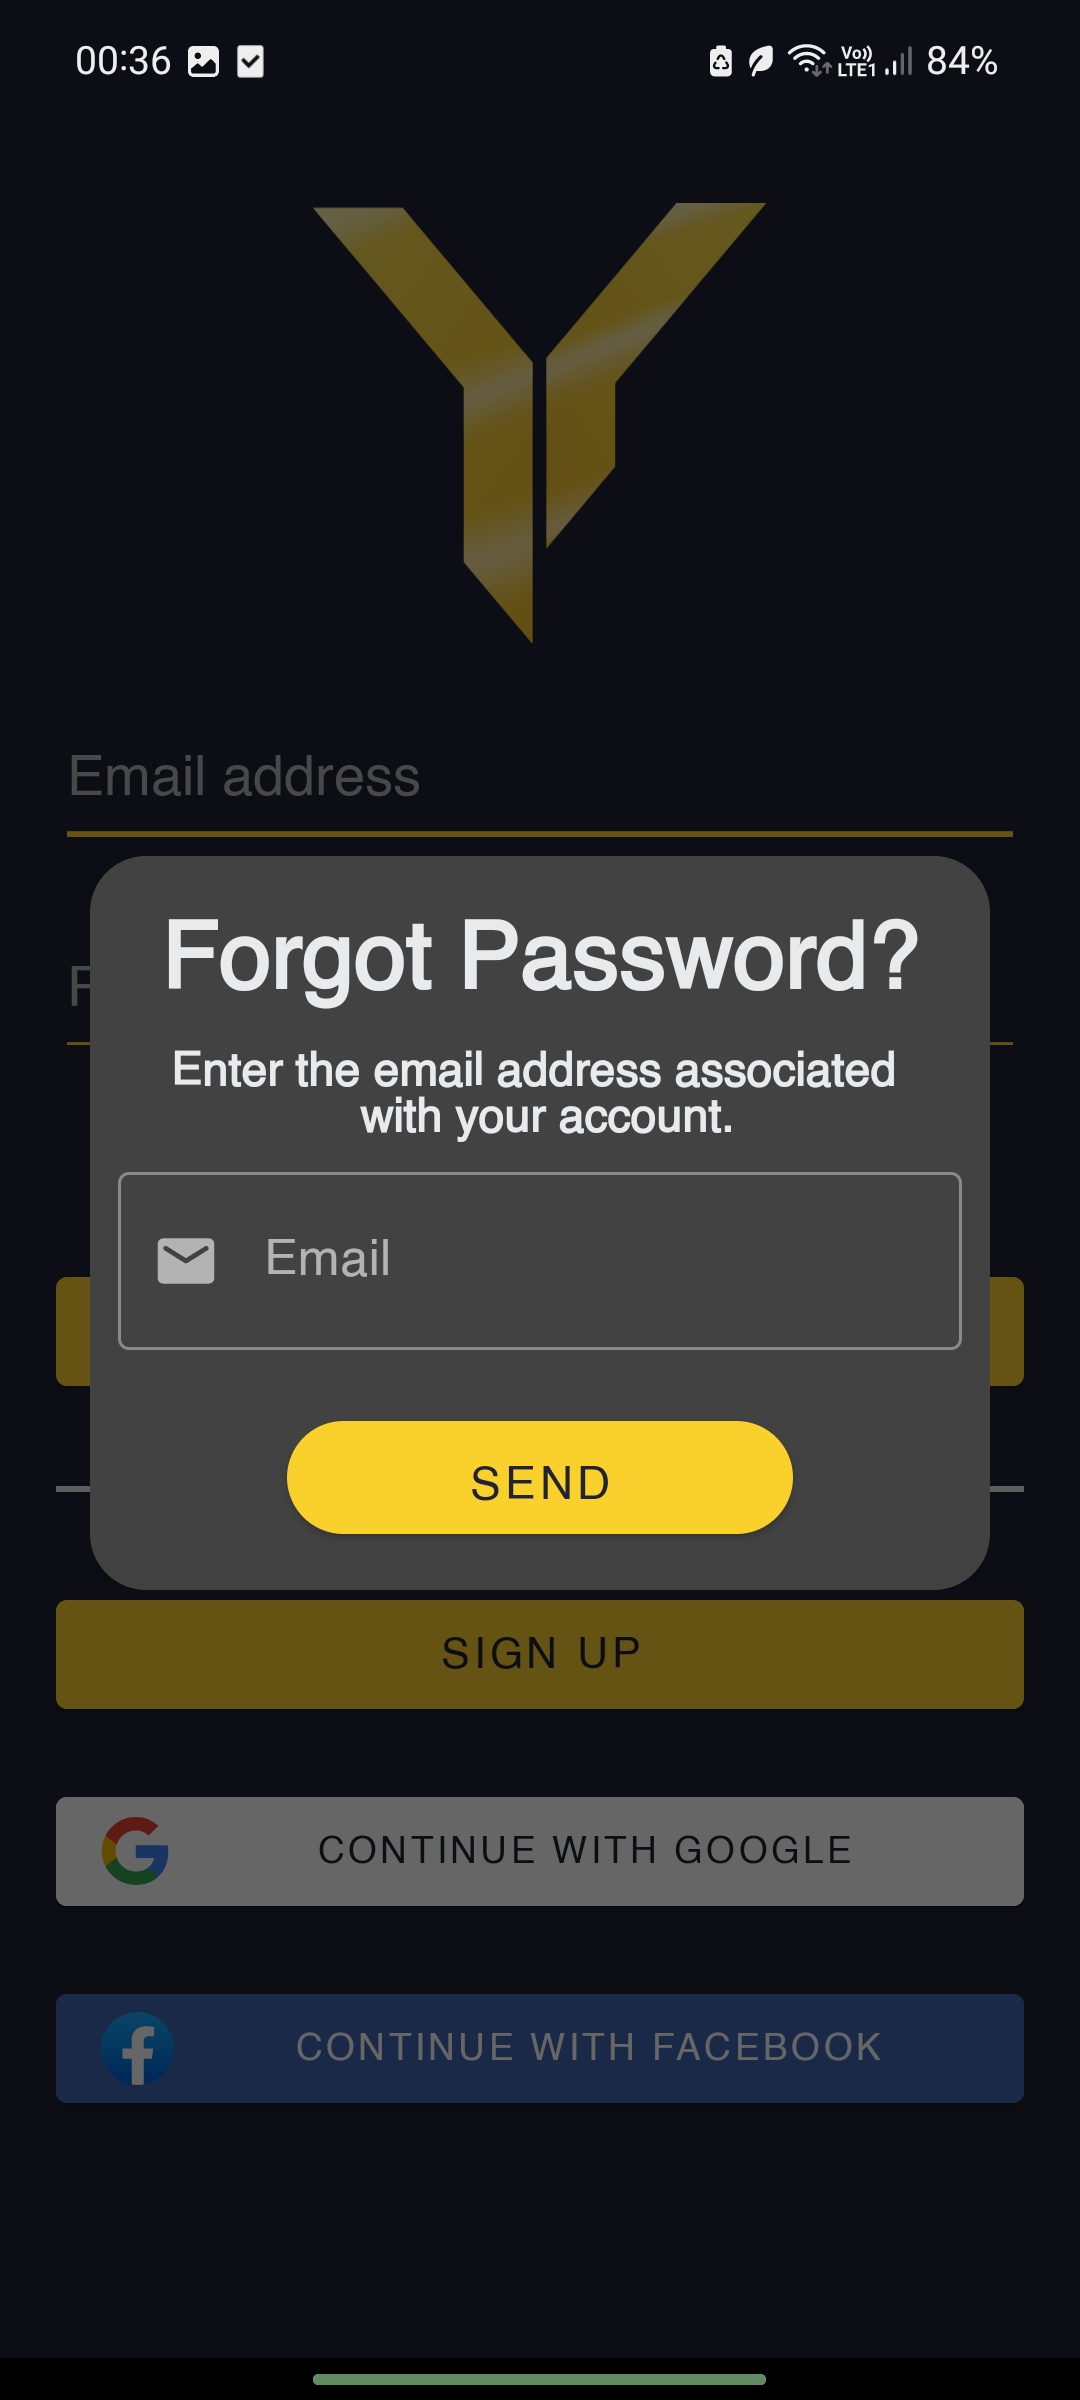 00:36
Vo))
LTE1
84%
Email address
Forgot Password?
Enter the email address associated
with your account.
Email
SEND
SIGN UP
CONTINUE WITH GOOGLE
CONTINUE WITH FACEBOOK